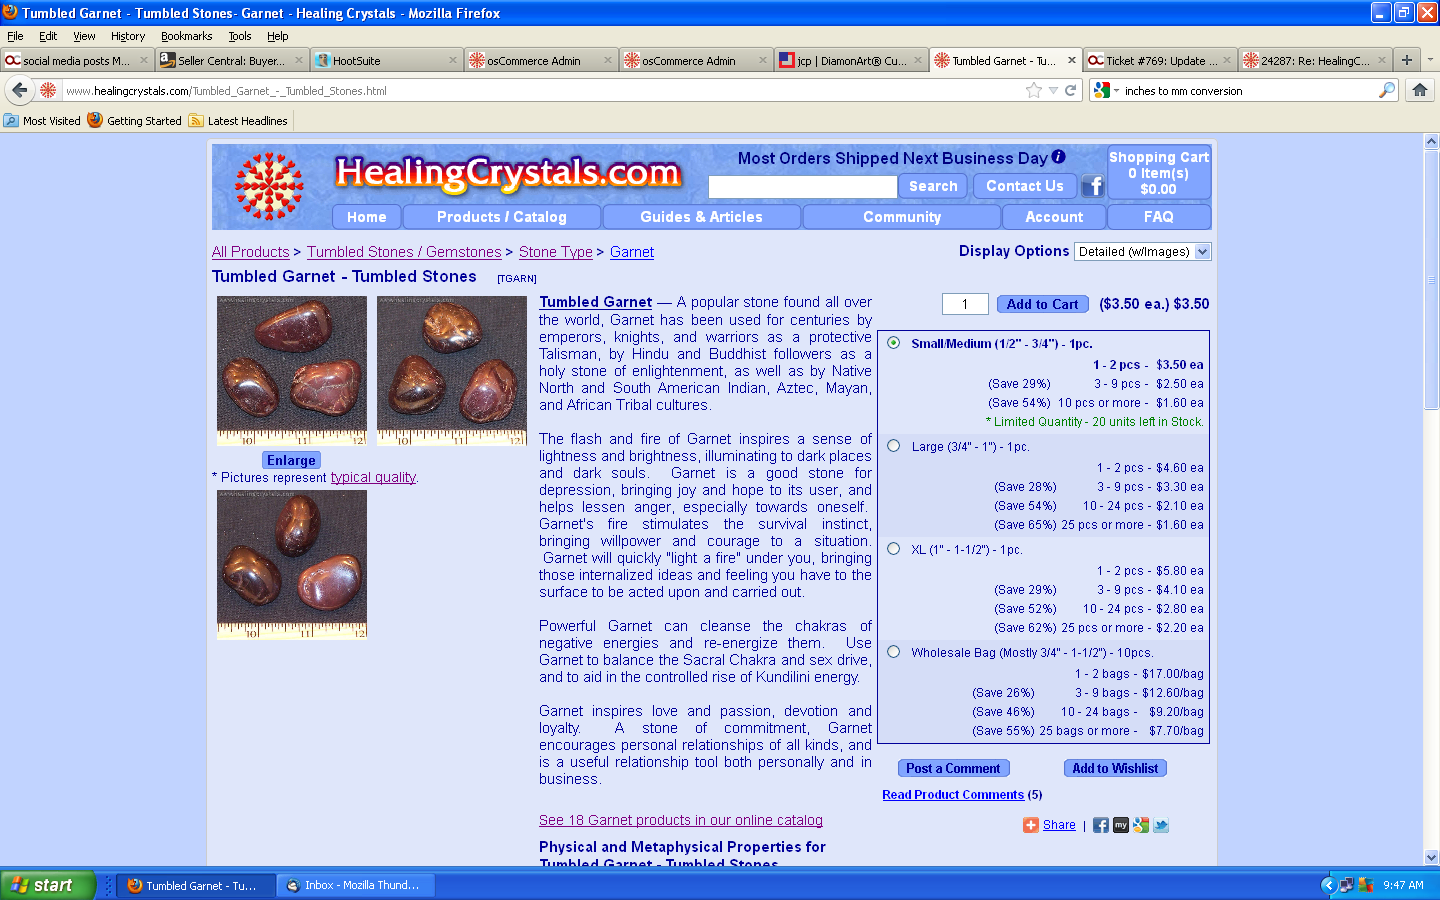 Tumbled Garnet - Tumbled Stones- Garnet - Healing Crystals - Mozilla Firefox
File Edit View History Bookmarks Tools Help
social media posts M...
Seller Central: Buyer...
HootSuite
osCommerce Admin
osCommerce Admin
jcp | DiamonArt® Cu...
Tumbled Garnet - Tu...
Ticket #769: Update ...
24287: Re: HealingC...
www.healingcrystals.com/Tumbled_Garnet_-_Tumbled_Stones.html
inches to mm conversion
Most Visited Getting Started Latest Headlines
HealingCrystals.com
Most Orders Shipped Next Business Day i
Search Contact Us
Shopping Cart
0 Item(s)
$0.00
Home Products / Catalog Guides & Articles Community Account FAQ
All Products > Tumbled Stones / Gemstones > Stone Type > Garnet
Display Options Detailed (w/Images)
Tumbled Garnet - Tumbled Stones [TGARN]
www.HealingCrystals.com
10 11 12
10 11 12
Enlarge
* Pictures represent typical quality.
10 11 12
Tumbled Garnet — A popular stone found all over
the world, Garnet has been used for centuries by
emperors, knights, and warriors as a protective
Talisman, by Hindu and Buddhist followers as a
holy stone of enlightenment, as well as by Native
North and South American Indian, Aztec, Mayan,
and African Tribal cultures.
The flash and fire of Garnet inspires a sense of
lightness and brightness, illuminating to dark places
and dark souls. Garnet is a good stone for
depression, bringing joy and hope to its user, and
helps lessen anger, especially towards oneself.
Garnet's fire stimulates the survival instinct,
bringing willpower and courage to a situation.
Garnet will quickly "light a fire" under you, bringing
those internalized ideas and feeling you have to the
surface to be acted upon and carried out.
Powerful Garnet can cleanse the chakras of
negative energies and re-energize them. Use
Garnet to balance the Sacral Chakra and sex drive,
and to aid in the controlled rise of Kundilini energy.
Garnet inspires love and passion, devotion and
loyalty. A stone of commitment, Garnet
encourages personal relationships of all kinds, and
is a useful relationship tool both personally and in
business.
See 18 Garnet products in our online catalog
Physical and Metaphysical Properties for
Tumbled Garnet - Tumbled Stones
1 Add to Cart ($3.50 ea.) $3.50
Small/Medium (1/2" - 3/4") - 1pc.
1 - 2 pcs - $3.50 ea
(Save 29%) 3 - 9 pcs - $2.50 ea
(Save 54%) 10 pcs or more - $1.60 ea
* Limited Quantity - 20 units left in Stock.
Large (3/4" - 1") - 1pc.
1 - 2 pcs - $4.60 ea
(Save 28%) 3 - 9 pcs - $3.30 ea
(Save 54%) 10 - 24 pcs - $2.10 ea
(Save 65%) 25 pcs or more - $1.60 ea
XL (1" - 1-1/2") - 1pc.
1 - 2 pcs - $5.80 ea
(Save 29%) 3 - 9 pcs - $4.10 ea
(Save 52%) 10 - 24 pcs - $2.80 ea
(Save 62%) 25 pcs or more - $2.20 ea
Wholesale Bag (Mostly 3/4" - 1-1/2") - 10pcs.
1 - 2 bags - $17.00/bag
(Save 26%) 3 - 9 bags - $12.60/bag
(Save 46%) 10 - 24 bags - $9.20/bag
(Save 55%) 25 bags or more - $7.70/bag
Post a Comment Add to Wishlist
Read Product Comments (5)
Share | my
start
Tumbled Garnet - Tu...
Inbox - Mozilla Thund...
9:47 AM